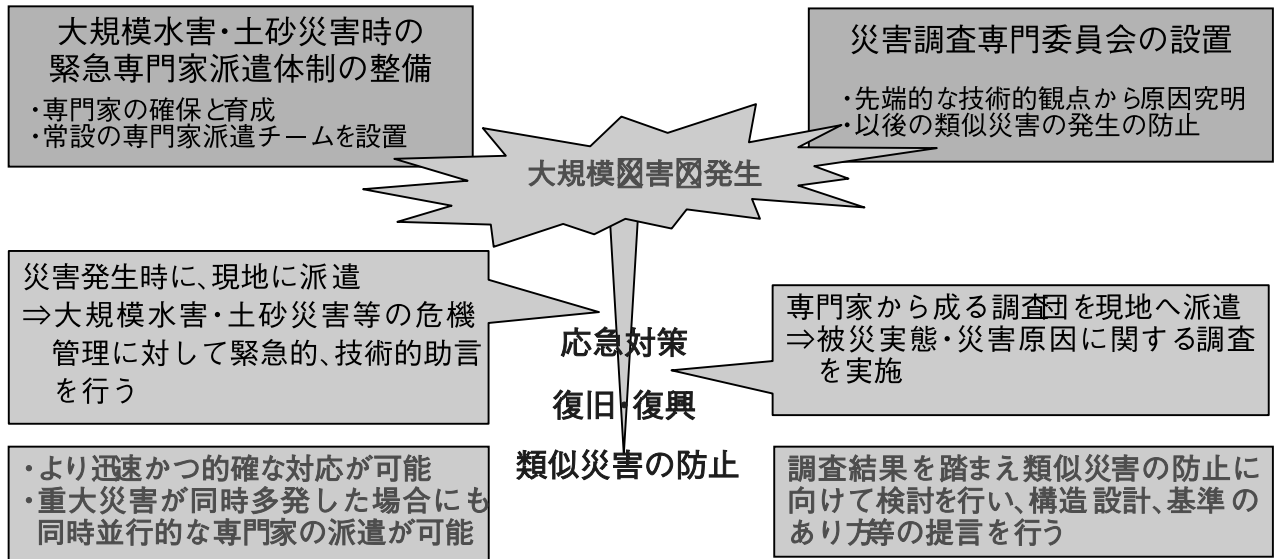 大規模水害・土砂災害時の
緊急専門家派遣体制の整備
・専門家の確保と育成
・常設の専門家派遣チームを設置
災害調査専門委員会の設置
・先端的な技術的観点から原因究明
・以後の類似災害の発生の防止
大規模 害 発生
災害発生時に、現地に派遣
⇒大規模水害・土砂災害等の危機
管理に対して緊急的、技術的助言
を行う
専門家から成る調査団を現地へ派遣
⇒被災実態・災害原因に関する調査
を実施
応急対策
復旧・復興
類似災害の防止
・より迅速かつ的確な対応が可能
・重大災害が同時多発した場合にも
同時並行的な専門家の派遣が可能
調査結果を踏まえ類似災害の防止に
向けて検討を行い、構造設計、基準の
あり方等の提言を行う